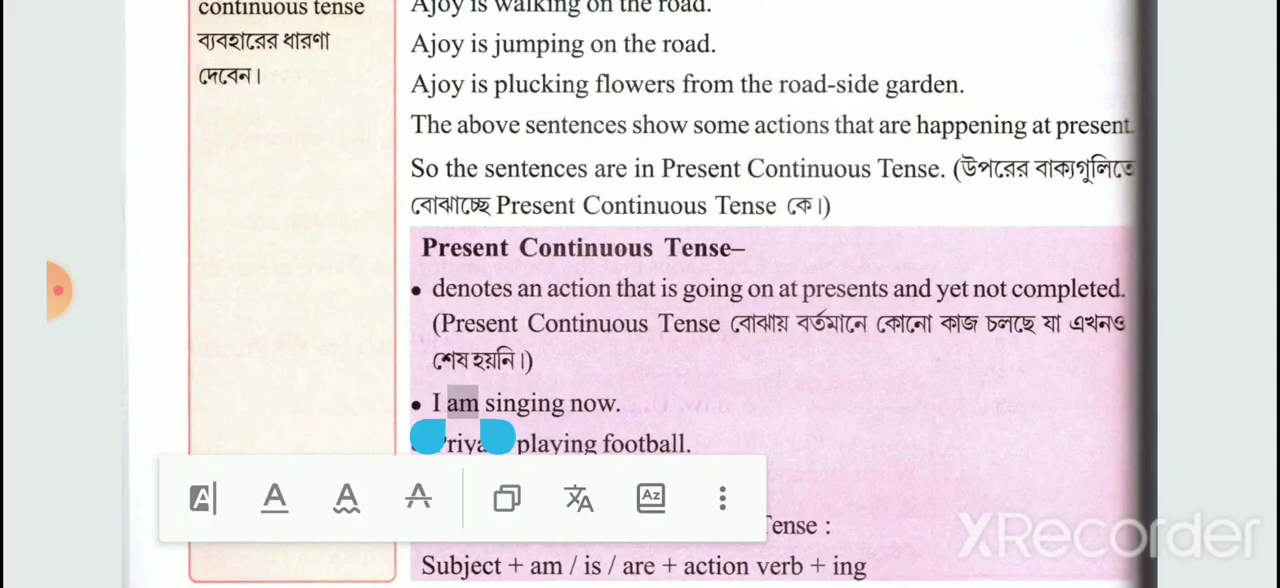 continuous tense
ব্যবহারের ধারণা
দেবেন।
Ajoy is walking on the road.
Ajoy is jumping on the road.
Ajoy is plucking flowers from the road-side garden.
The above sentences show some actions that are happening at present.
So the sentences are in Present Continuous Tense. (উপরের বাক্যগুলিতে
বোঝাচ্ছে Present Continuous Tense কে।)
Present Continuous Tense–
• denotes an action that is going on at presents and yet not completed.
(Present Continuous Tense বোঝায় বর্তমানে কোনো কাজ চলছে যা এখনও
শেষ হয়নি।)
• I am singing now.
playing football.
Tense :
Subject + am / is / are + action verb + ing
XRecorder